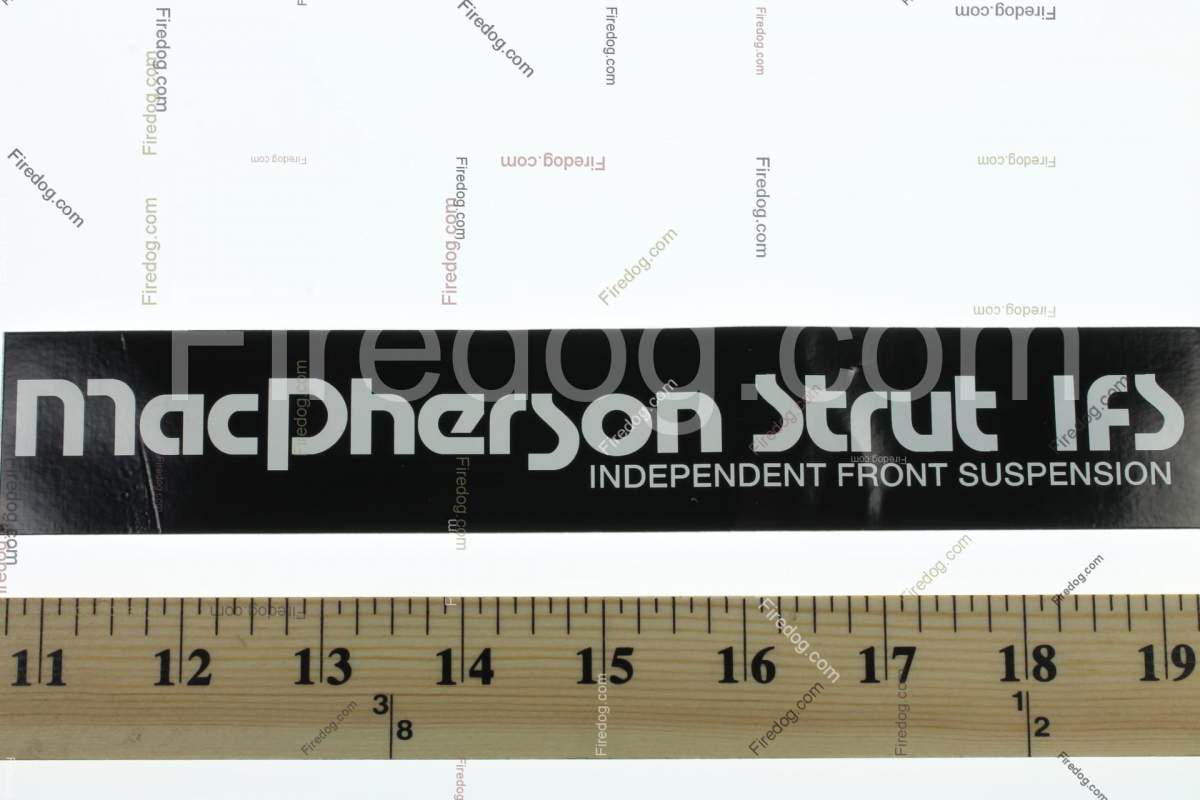 Firedog.com
MacPherson Strut IFS
INDEPENDENT FRONT SUSPENSION
11 12 13 14 15 16 17 18 19
3 8 1 2